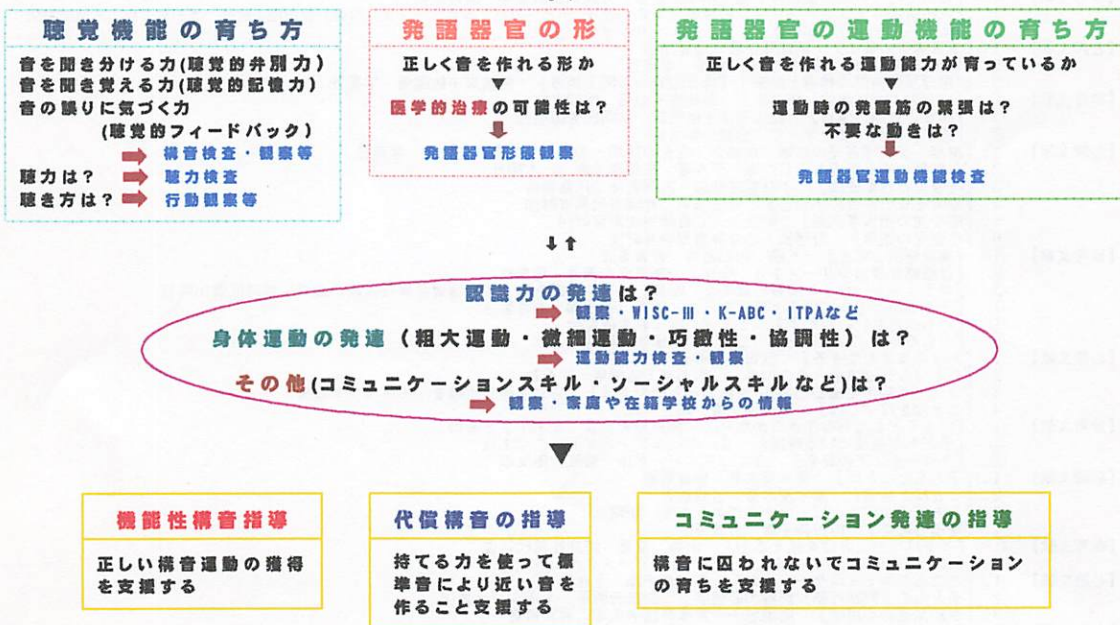 聴覚機能の育ち方
音を聞き分ける力(聴覚的弁別力)
音を聞き覚える力(聴覚的記憶力)
音の誤りに気づく力
(聴覚的フィードバック)
➡ 構音検査・観察等
聴力は? ➡ 聴力検査
聴き方は? ➡ 行動観察等
発語器官の形
正しく音を作れる形か
▼
医学的治療の可能性は?
⬇
発語器官形態観察
発語器官の運動機能の育ち方
正しく音を作れる運動能力が育っているか
▼
運動時の発語筋の緊張は?
不要な動きは?
⬇
発語器官運動機能検査
⬇⬆
認識力の発達は?
➡ 観察・WISC-Ⅲ・K-ABC・ITPAなど
身体運動の発達(粗大運動・微細運動・巧緻性・協調性)は?
➡ 運動能力検査・観察
その他(コミュニケーションスキル・ソーシャルスキルなど)は?
➡ 観察・家庭や在籍学校からの情報
▼
機能性構音指導
正しい構音運動の獲得
を支援する
代償構音の指導
持てる力を使って標
準音により近い音を
作ること支援する
コミュニケーション発達の指導
構音に囚われないでコミュニケーション
の育ちを支援する